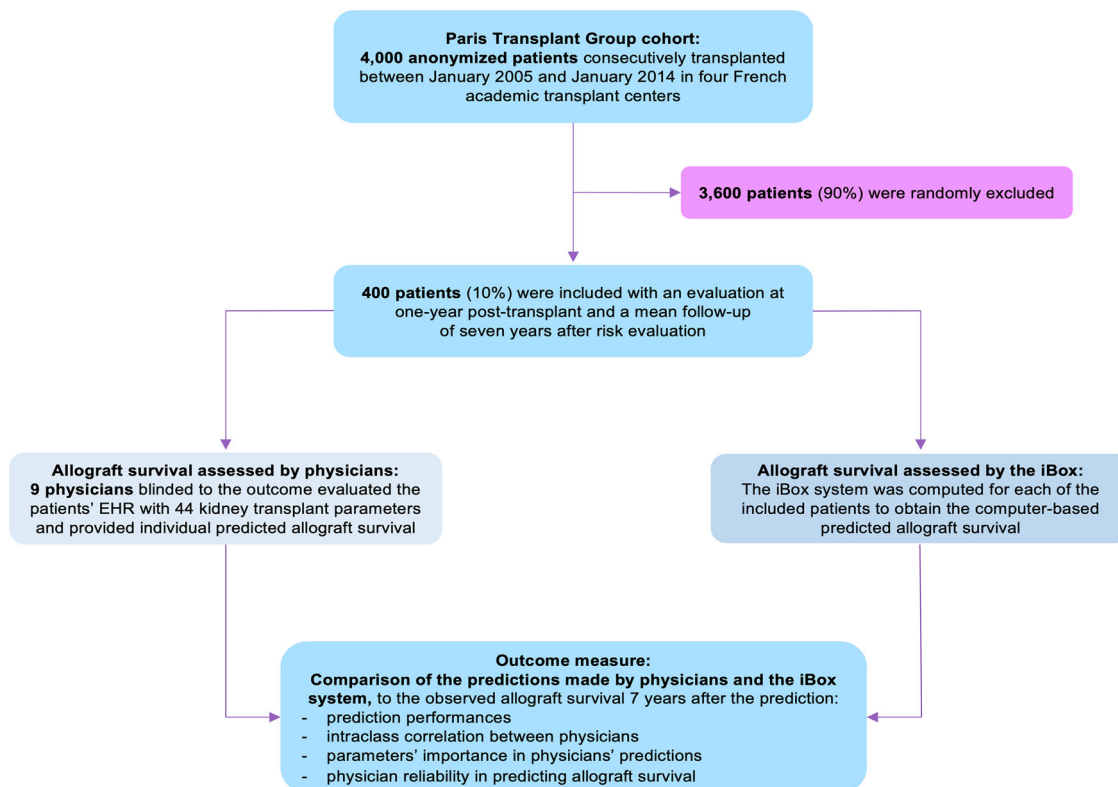 Paris Transplant Group cohort:
4,000 anonymized patients consecutively transplanted
between January 2005 and January 2014 in four French
academic transplant centers
3,600 patients (90%) were randomly excluded
400 patients (10%) were included with an evaluation at
one-year post-transplant and a mean follow-up
of seven years after risk evaluation
Allograft survival assessed by physicians:
9 physicians blinded to the outcome evaluated the
patients’ EHR with 44 kidney transplant parameters
and provided individual predicted allograft survival
Allograft survival assessed by the iBox:
The iBox system was computed for each of the
included patients to obtain the computer-based
predicted allograft survival
Outcome measure:
Comparison of the predictions made by physicians and the iBox
system, to the observed allograft survival 7 years after the prediction:
- prediction performances
- intraclass correlation between physicians
- parameters’ importance in physicians’ predictions
- physician reliability in predicting allograft survival